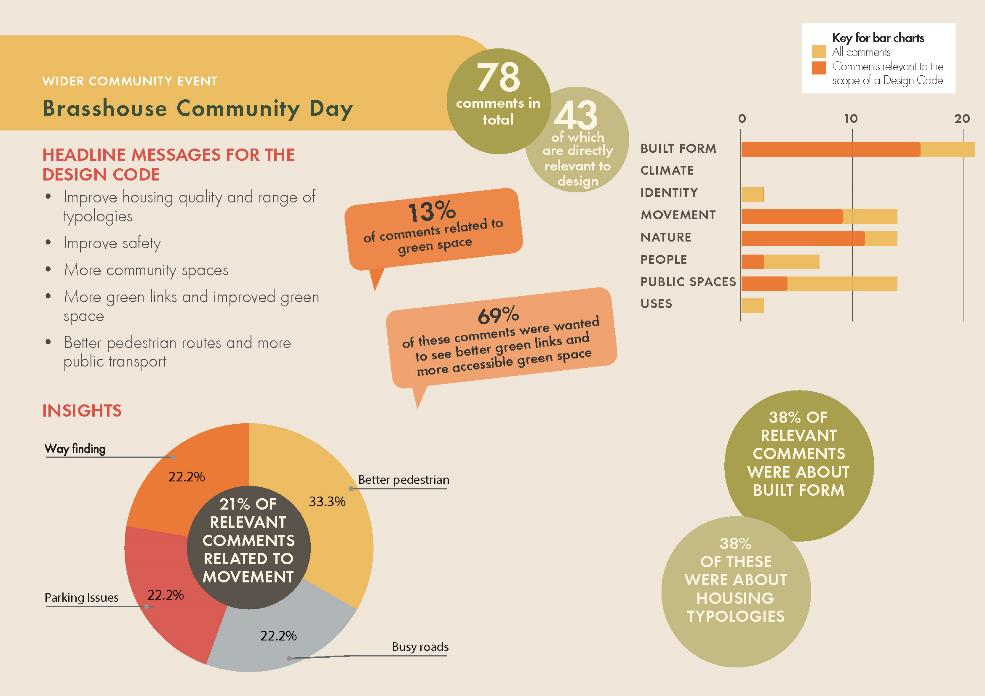 WIDER COMMUNITY EVENT
Brasshouse Community Day
78
comments in
total
43
of which
are directly
relevant to
design
Key for bar charts
All comments
Comments relevant to the
scope of a Design Code
HEADLINE MESSAGES FOR THE
DESIGN CODE
• Improve housing quality and range of
typologies
• Improve safety
• More community spaces
• More green links and improved green
space
• Better pedestrian routes and more
public transport
13%
of comments related to
green space
69%
of these comments were wanted
to see better green links and
more accessible green space
0 10 20
BUILT FORM
CLIMATE
IDENTITY
MOVEMENT
NATURE
PEOPLE
PUBLIC SPACES
USES
INSIGHTS
Way finding
22.2%
Better pedestrian
33.3%
21% OF
RELEVANT
COMMENTS
RELATED TO
MOVEMENT
Parking Issues
22.2%
22.2%
Busy roads
38% OF
RELEVANT
COMMENTS
WERE ABOUT
BUILT FORM
38%
OF THESE
WERE ABOUT
HOUSING
TYPOLOGIES